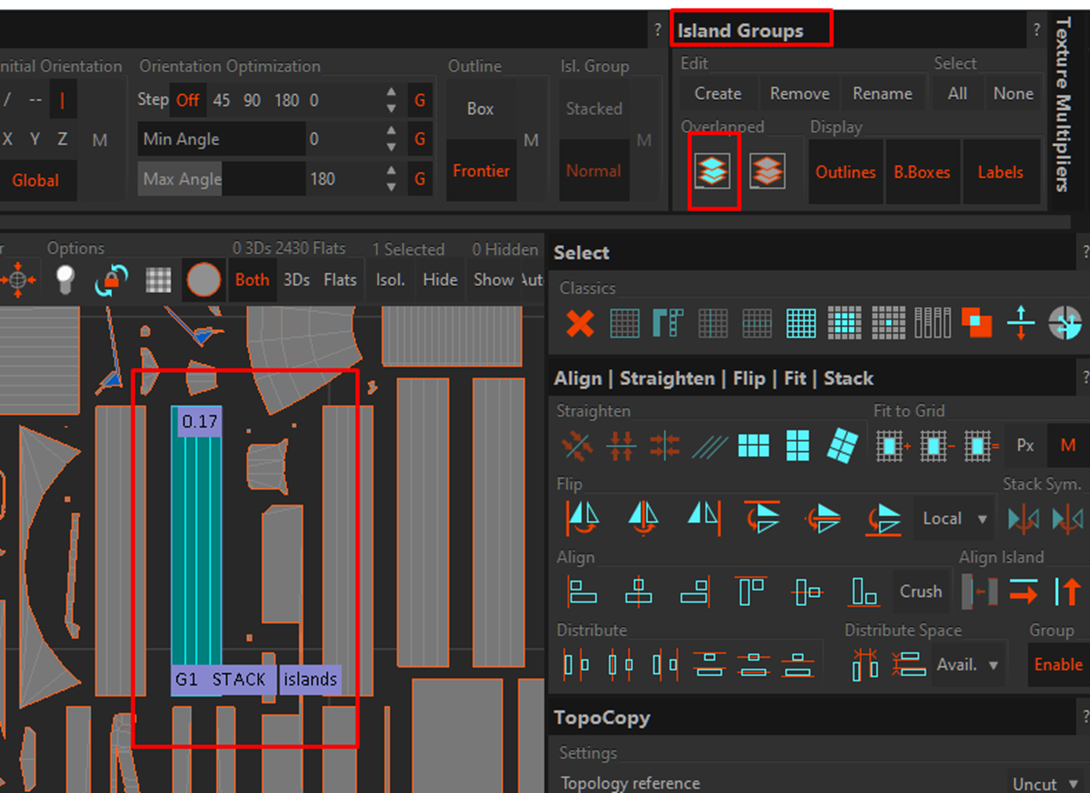 ? Island Groups ?
nitial Orientation Orientation Optimization Outline Isl. Group Edit Select
/ -- | Step Off 45 90 180 0 G Box Stacked Create Remove Rename All None
X Y Z M Min Angle 0 G M M Overlapped Display
Global Max Angle 180 G Frontier Normal Outlines B.Boxes Labels
Texture Multipliers
r Options 0 3Ds 2430 Flats 1 Selected 0 Hidden
Both 3Ds Flats Isol. Hide Show Aut
0.17
G1 STACK islands
Select ?
Classics
Align | Straighten | Flip | Fit | Stack ?
Straighten Fit to Grid
+ - = Px M
Flip Stack Sym.
Local
Align Align Island
Crush
Distribute Distribute Space Group
Avail. Enable
TopoCopy ?
Settings
Topology reference Uncut